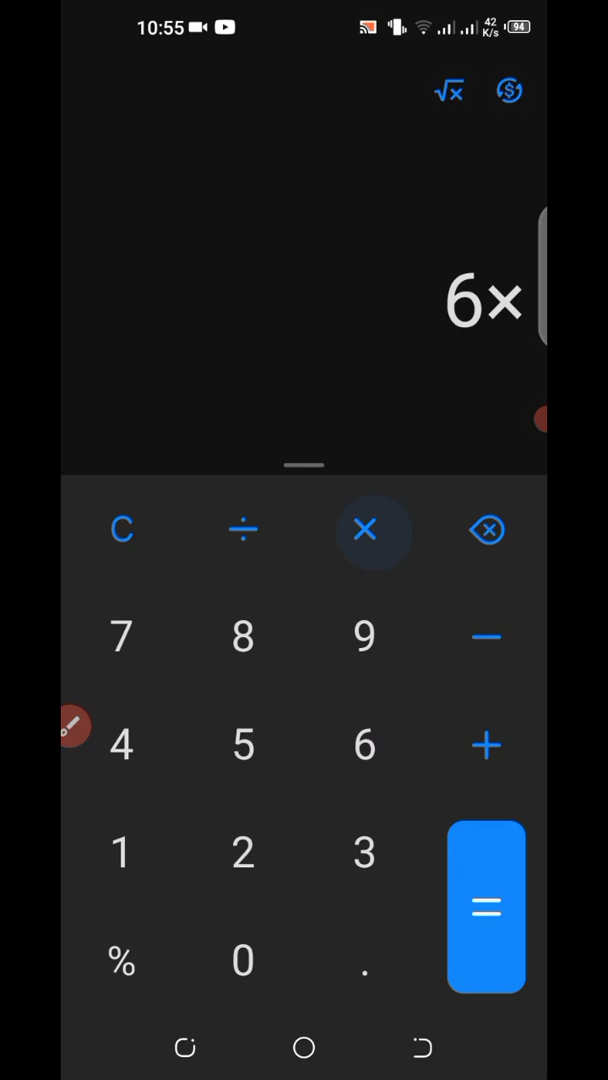 10:55 42 K/s 94
√x $
6×
C ÷ ×
7 8 9 −
4 5 6 +
1 2 3
% 0 . =